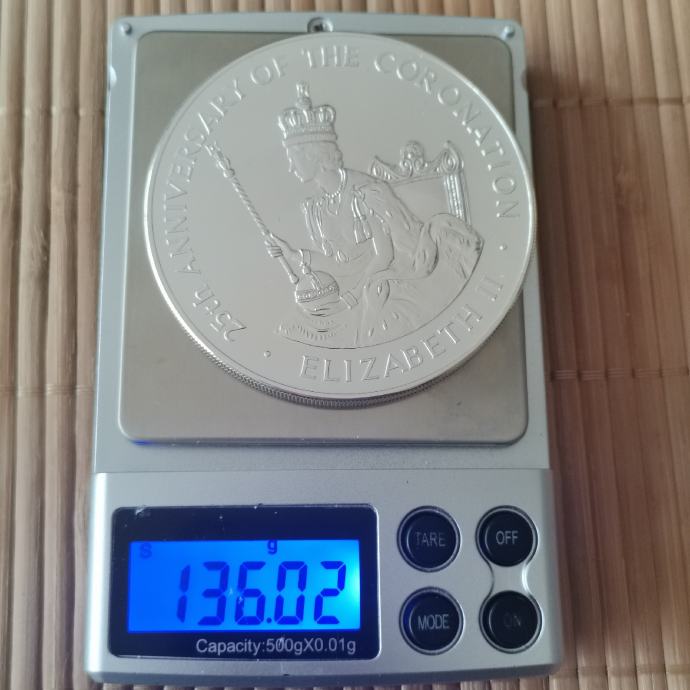 25th ANNIVERSARY OF THE CORONATION
· ELIZABETH II ·
S g
136.02
Capacity:500gX0.01g
TARE
OFF
MODE
ON